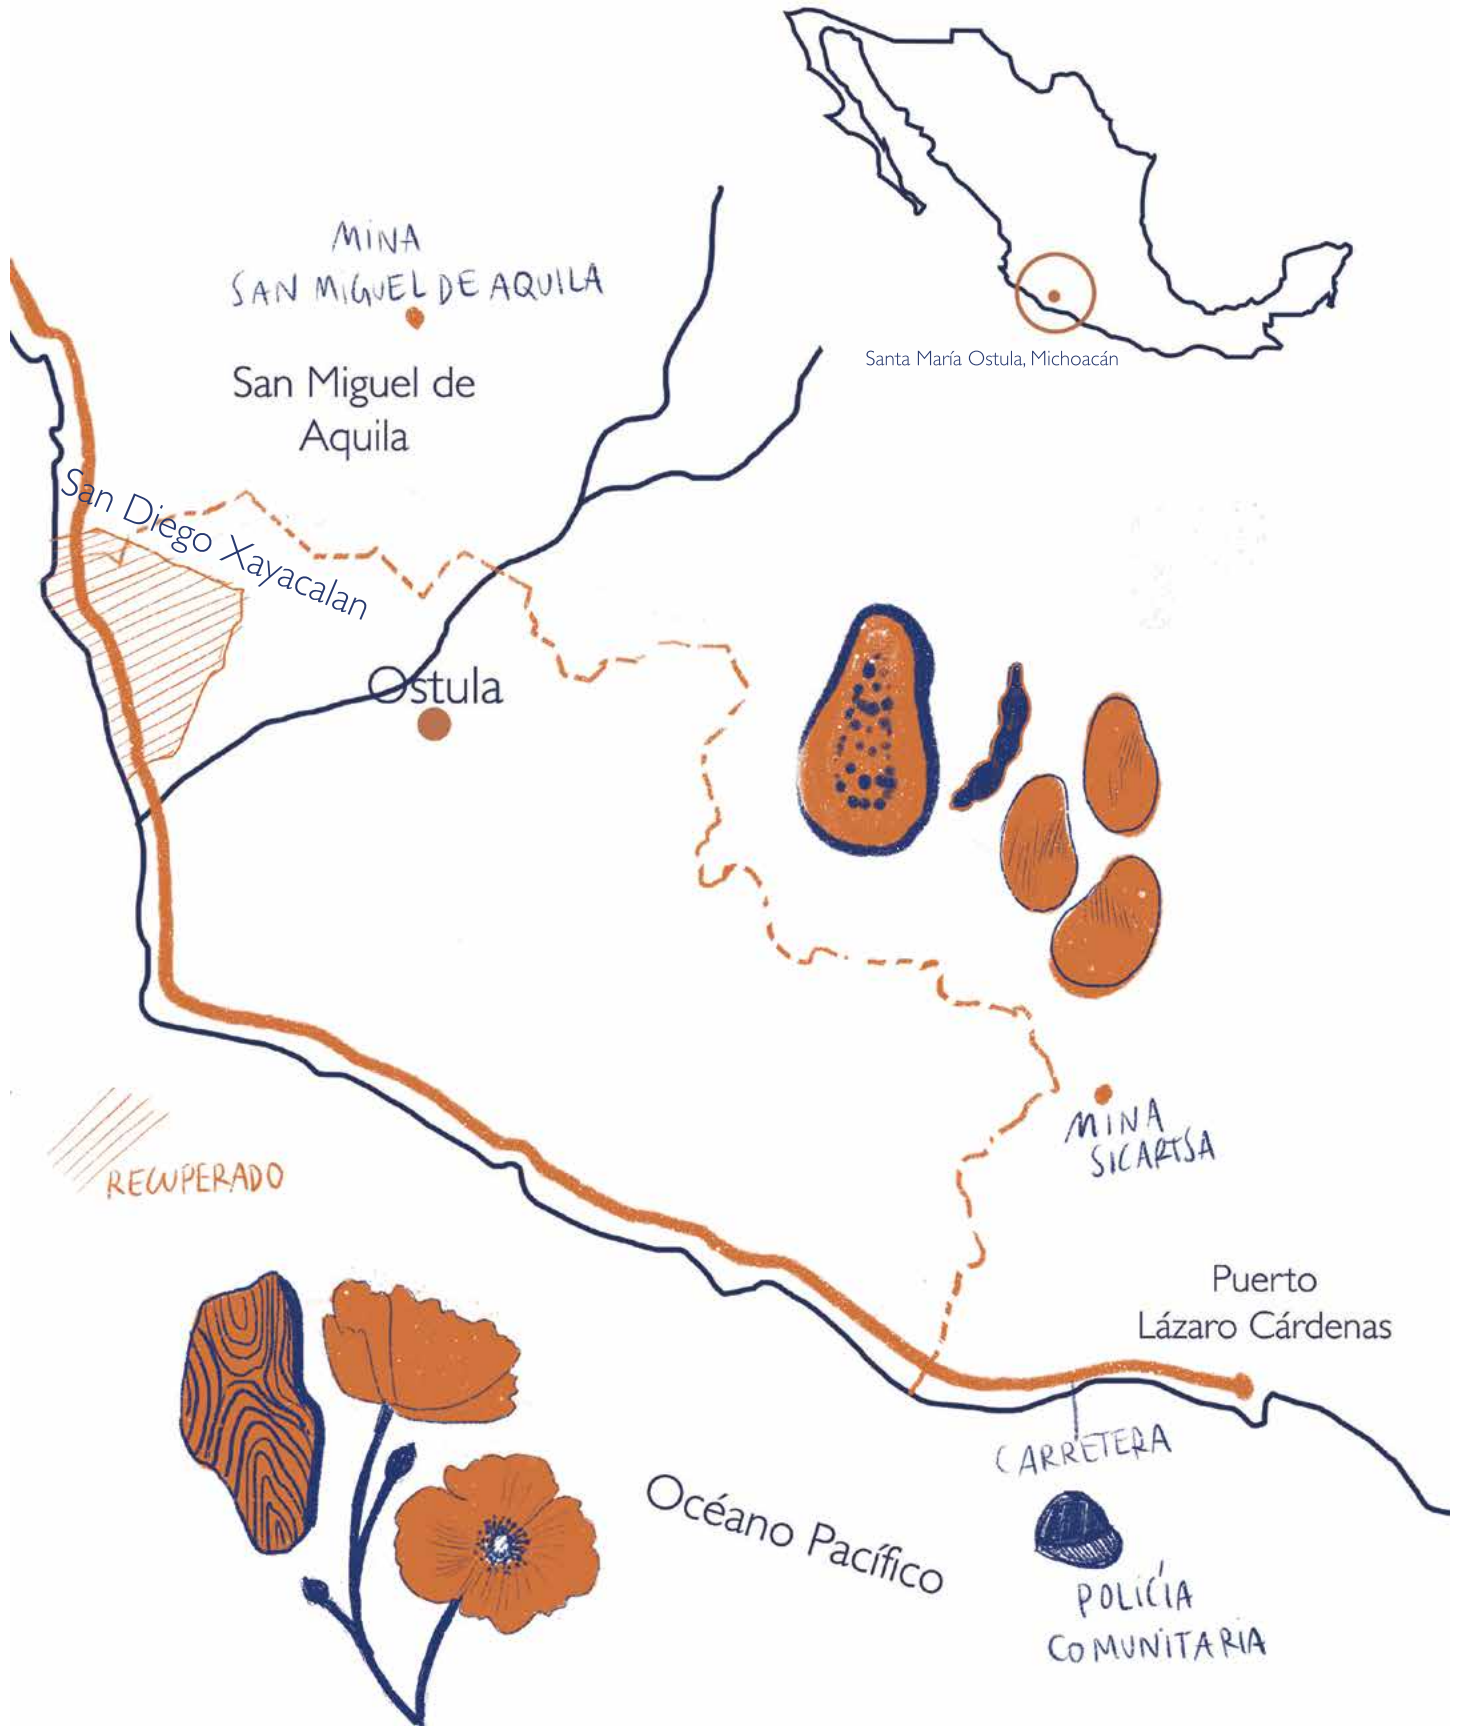 MINA
SAN MIGUEL DE AQUILA
San Miguel de
Aquila
Santa María Ostula, Michoacán
San Diego Xayacalan
Ostula
MINA
SICARTSA
RECUPERADO
Puerto
Lázaro Cárdenas
CARRETERA
Océano Pacífico
POLICÍA
COMUNITARIA